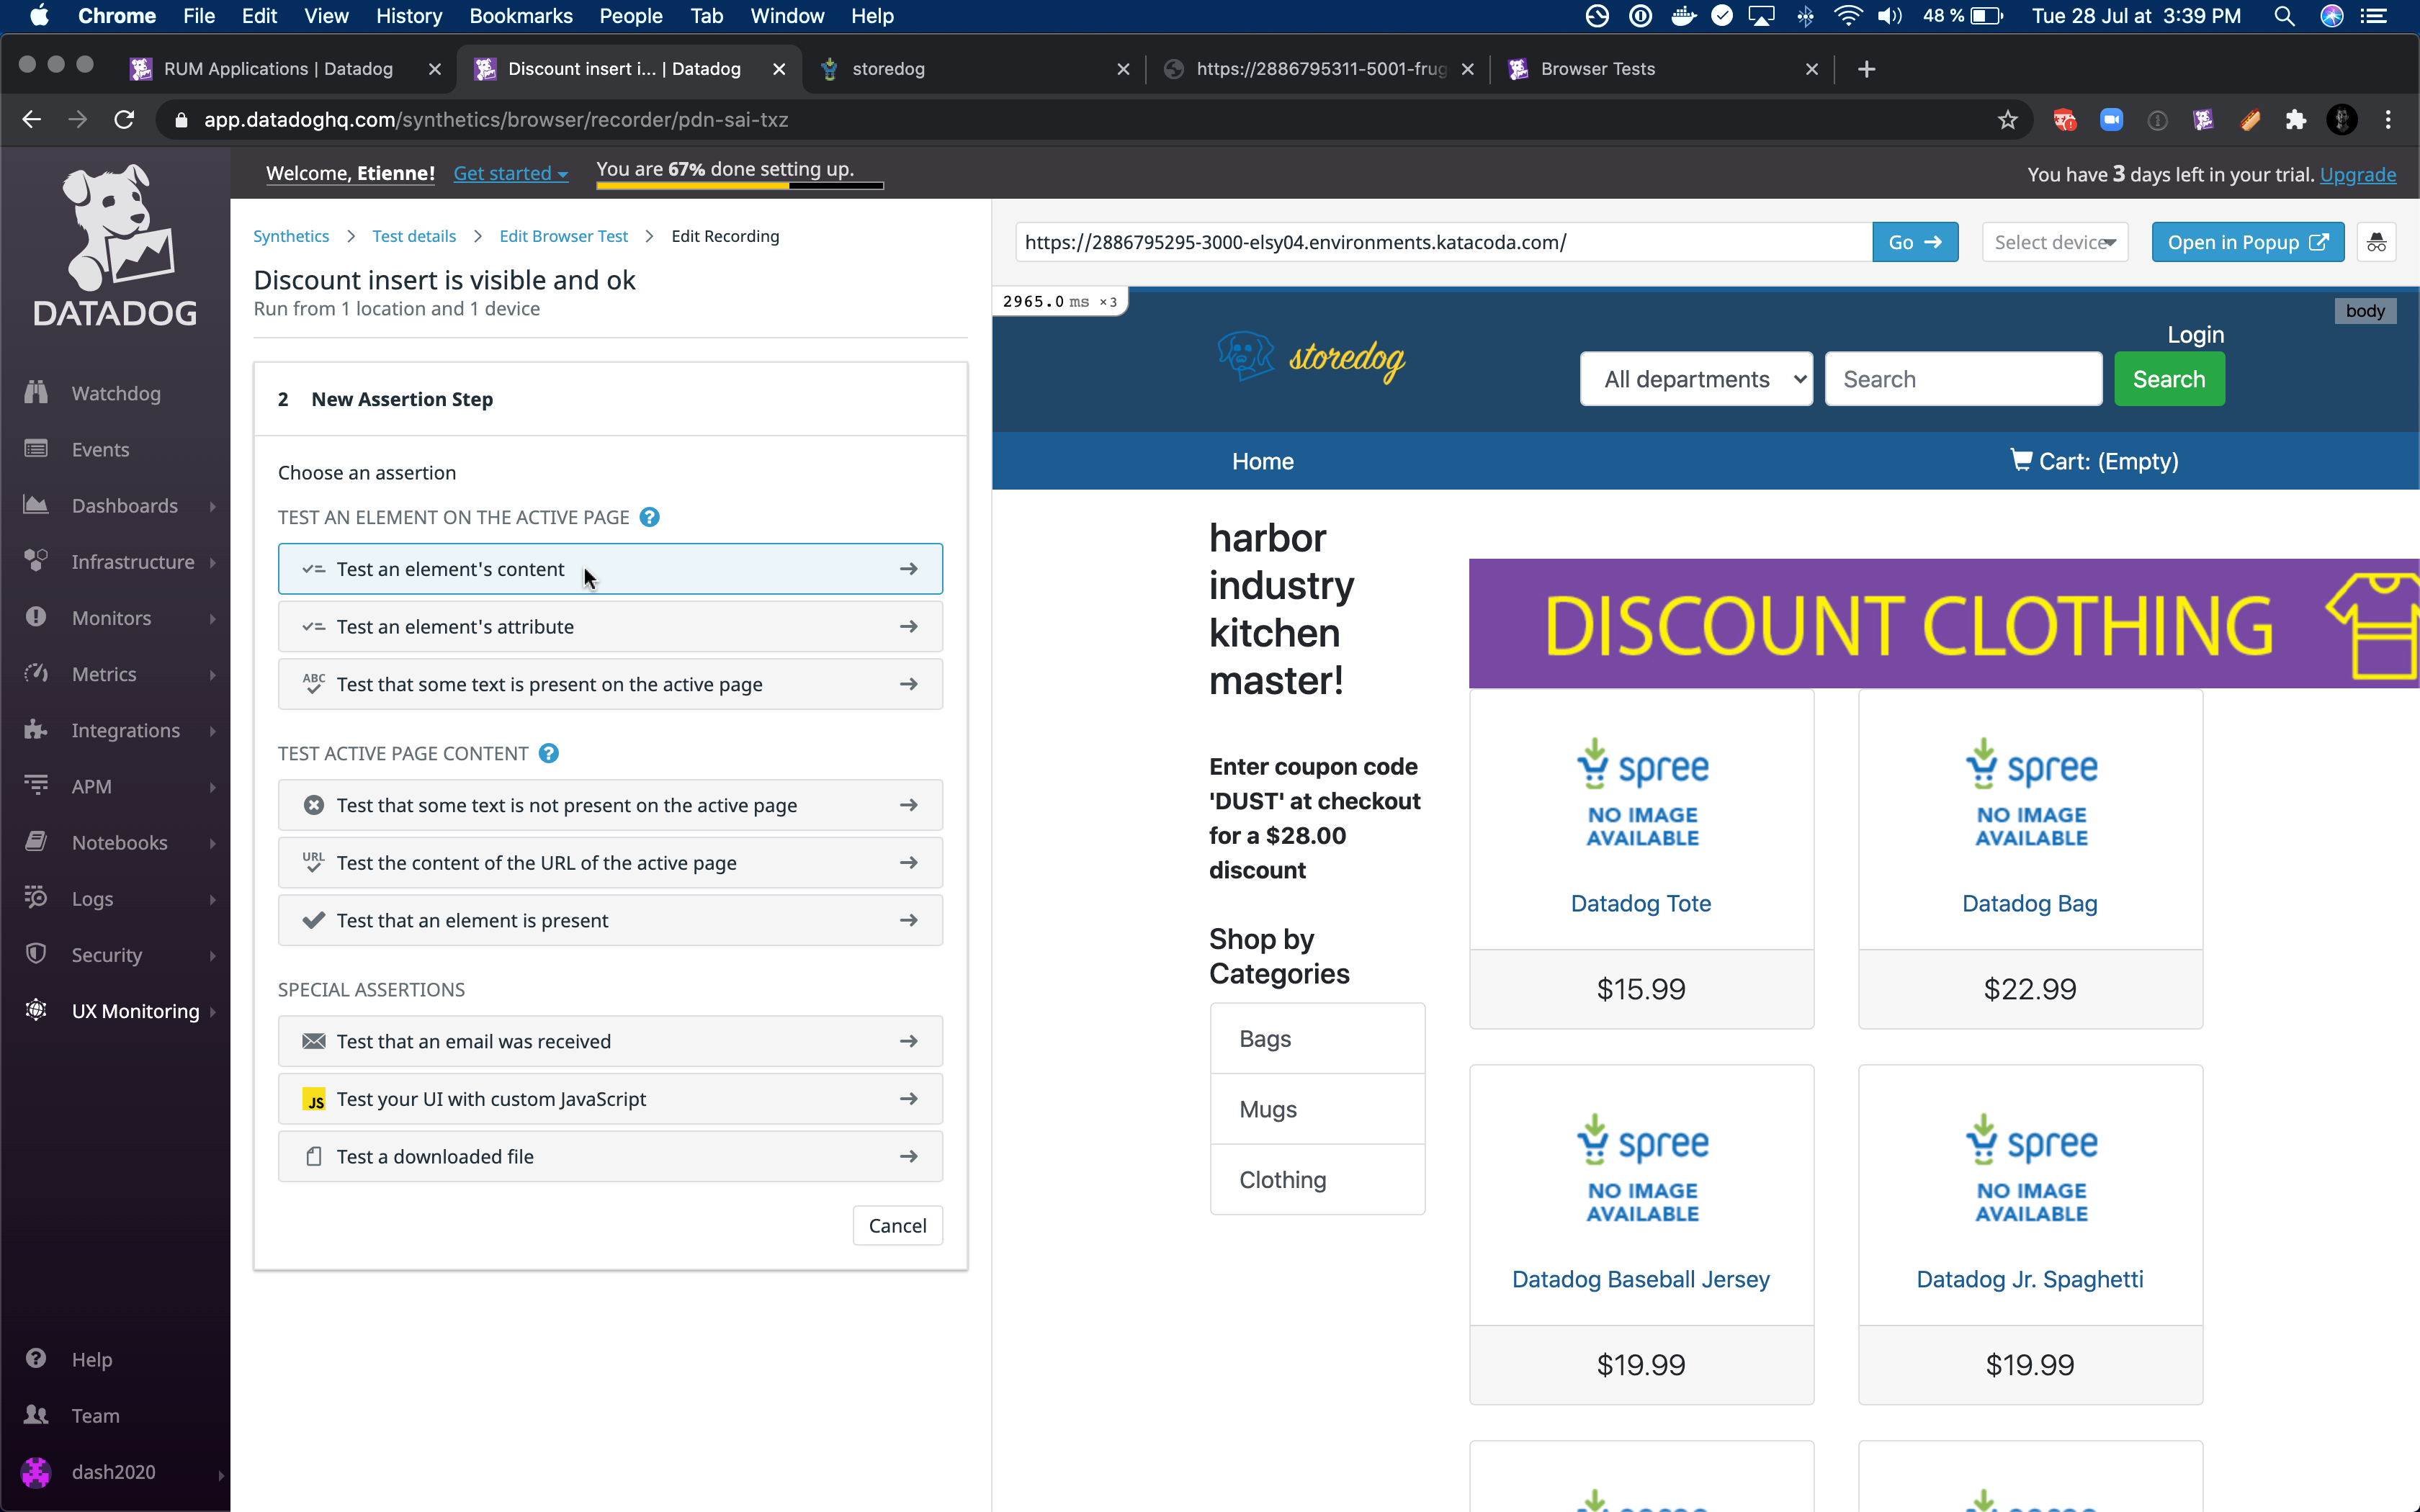 Chrome File Edit View History Bookmarks People Tab Window Help 48 % Tue 28 Jul at 3:39 PM
RUM Applications | Datadog
Discount insert i... | Datadog
storedog
https://2886795311-5001-frug
Browser Tests
app.datadoghq.com/synthetics/browser/recorder/pdn-sai-txz
DATADOG
Watchdog
Events
Dashboards
Infrastructure
Monitors
Metrics
Integrations
APM
Notebooks
Logs
Security
UX Monitoring
Help
Team
dash2020
Welcome, Etienne! Get started You are 67% done setting up.
You have 3 days left in your trial. Upgrade
Synthetics > Test details > Edit Browser Test > Edit Recording
Discount insert is visible and ok
Run from 1 location and 1 device
2 New Assertion Step
Choose an assertion
TEST AN ELEMENT ON THE ACTIVE PAGE ?
Test an element's content
Test an element's attribute
ABC Test that some text is present on the active page
TEST ACTIVE PAGE CONTENT ?
Test that some text is not present on the active page
URL Test the content of the URL of the active page
Test that an element is present
SPECIAL ASSERTIONS
Test that an email was received
JS Test your UI with custom JavaScript
Test a downloaded file
Cancel
https://2886795295-3000-elsy04.environments.katacoda.com/
Go
Select device
Open in Popup
2965.0 ms ×3
body
storedog
Login
All departments
Search
Search
Home
Cart: (Empty)
harbor
industry
kitchen
master!
Enter coupon code
'DUST' at checkout
for a $28.00
discount
Shop by
Categories
Bags
Mugs
Clothing
DISCOUNT CLOTHING
spree
NO IMAGE
AVAILABLE
Datadog Tote
$15.99
spree
NO IMAGE
AVAILABLE
Datadog Bag
$22.99
spree
NO IMAGE
AVAILABLE
Datadog Baseball Jersey
$19.99
spree
NO IMAGE
AVAILABLE
Datadog Jr. Spaghetti
$19.99